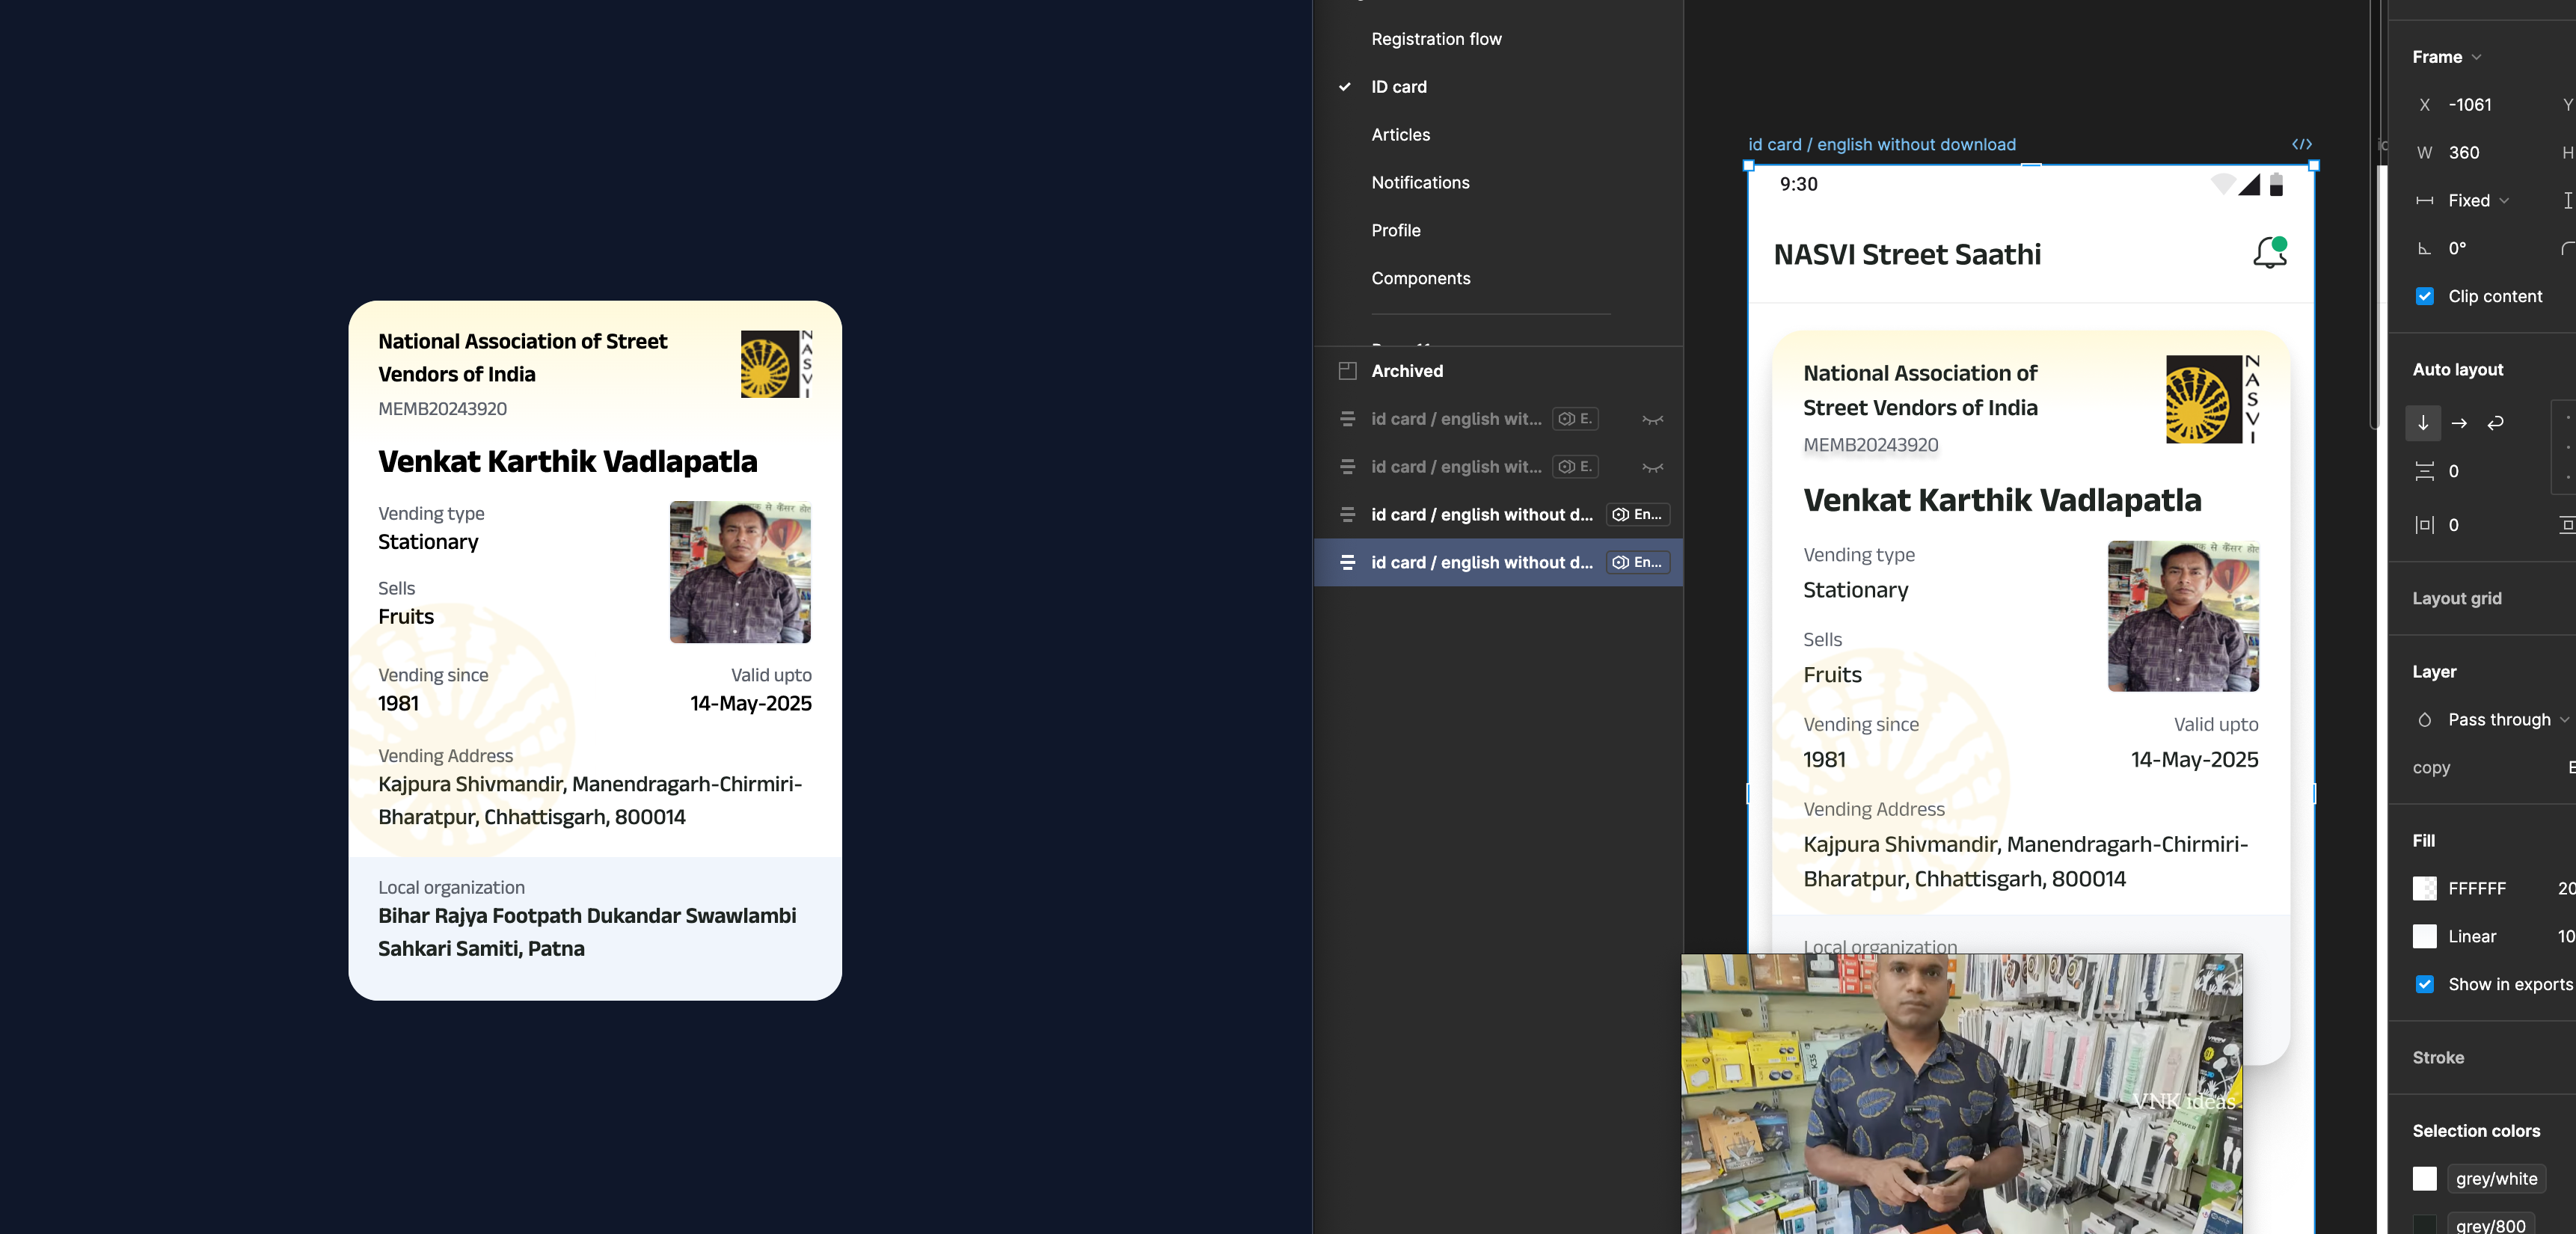 National Association of Street
Vendors of India
MEMB20243920
NASVI
Venkat Karthik Vadlapatla
Vending type
Stationary
Sells
Fruits
Vending since
1981
Valid upto
14-May-2025
Vending Address
Kajpura Shivmandir, Manendragarh-Chirmiri-
Bharatpur, Chhattisgarh, 800014
Local organization
Bihar Rajya Footpath Dukandar Swawlambi
Sahkari Samiti, Patna
Registration flow
ID card
Articles
Notifications
Profile
Components
Archived
id card / english wit... E.
id card / english wit... E.
id card / english without d... En...
id card / english without d... En...
id card / english without download
9:30
NASVI Street Saathi
National Association of
Street Vendors of India
MEMB20243920
NASVI
Venkat Karthik Vadlapatla
Vending type
Stationary
से कैंसर
Sells
Fruits
Vending since
1981
Valid upto
14-May-2025
Vending Address
Kajpura Shivmandir, Manendragarh-Chirmiri-
Bharatpur, Chhattisgarh, 800014
Local organization
VNK ideas
POWER
Frame
X -1061 Y
W 360 H
Fixed
0°
Clip content
Auto layout
0
0
Layout grid
Layer
Pass through
copy
Fill
FFFFFF 20
Linear 10
Show in exports
Stroke
Selection colors
grey/white
grey/800